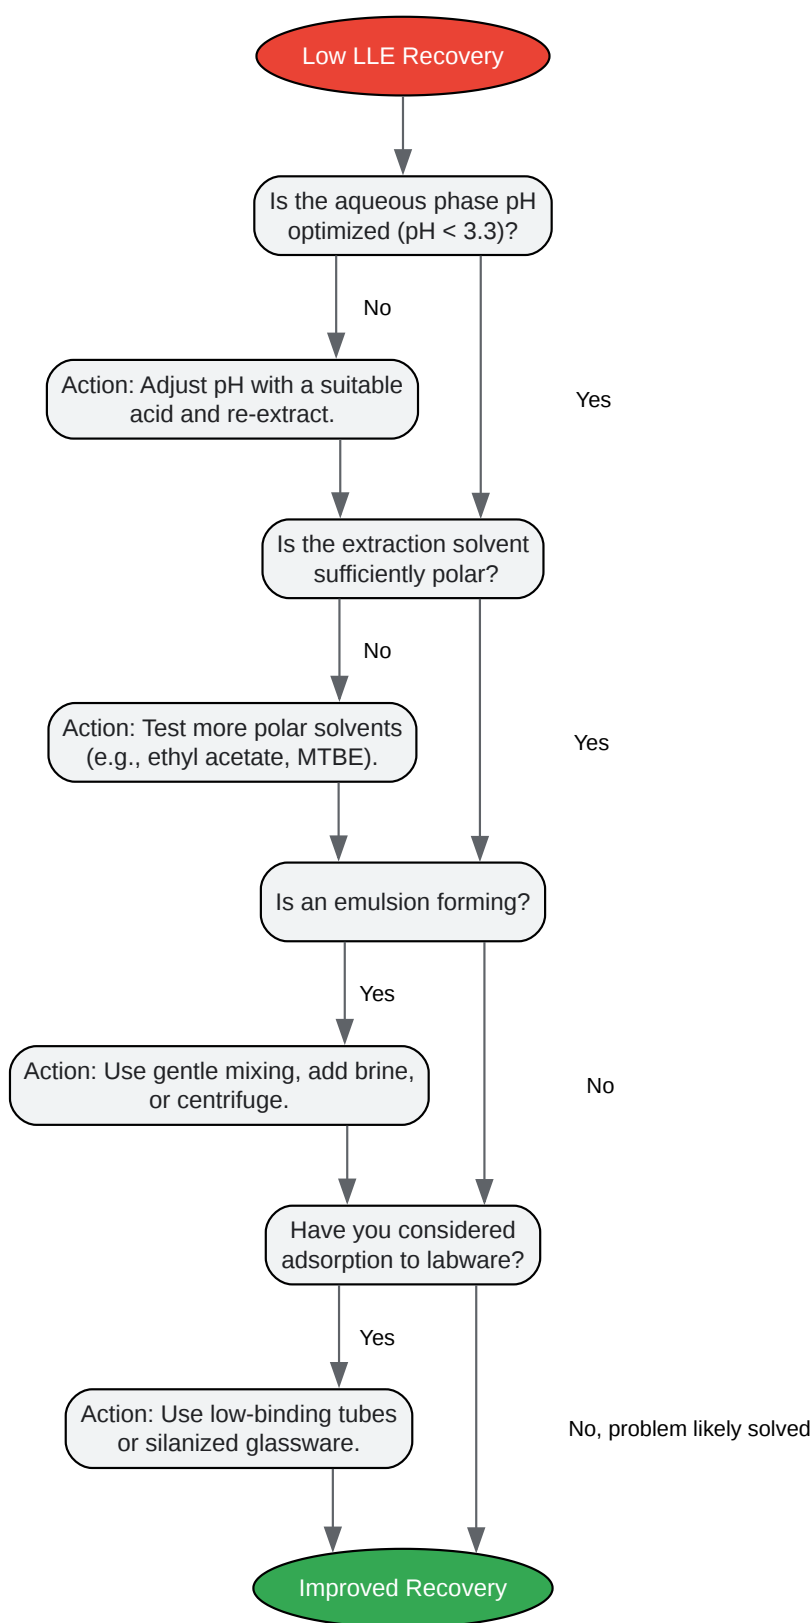 Low LLE Recovery
Is the aqueous phase pH
optimized (pH < 3.3)?
No
Action: Adjust pH with a suitable
acid and re-extract.
Yes
Is the extraction solvent
sufficiently polar?
No
Action: Test more polar solvents
(e.g., ethyl acetate, MTBE).
Yes
Is an emulsion forming?
Yes
Action: Use gentle mixing, add brine,
or centrifuge.
No
Have you considered
adsorption to labware?
Yes
Action: Use low-binding tubes
or silanized glassware.
No, problem likely solved
Improved Recovery